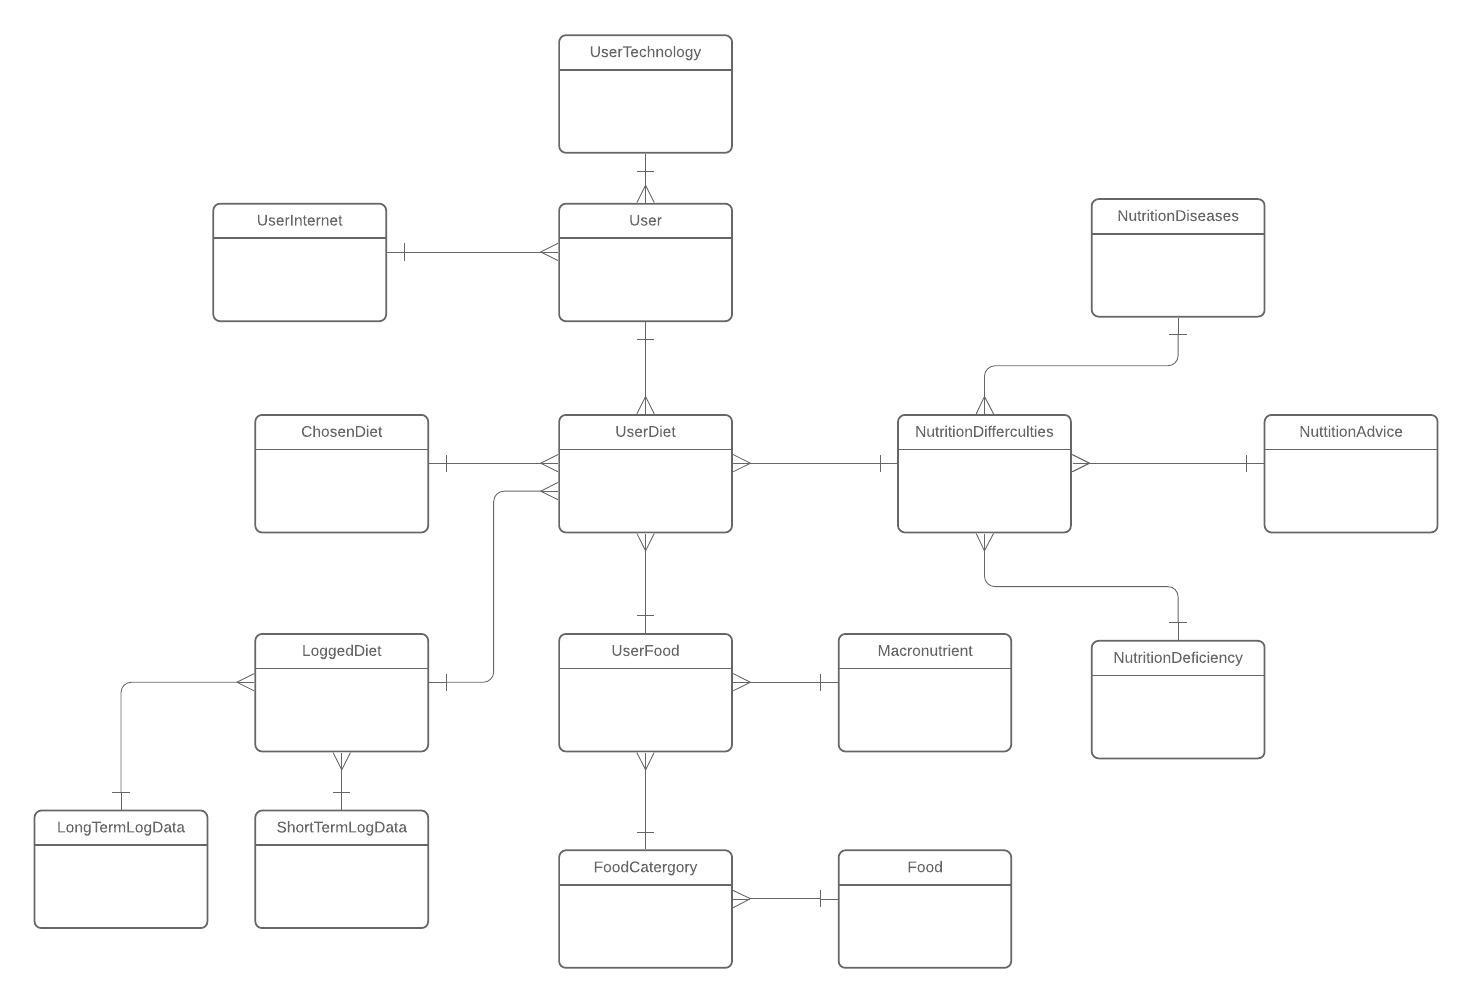 UserTechnology
UserInternet
User
NutritionDiseases
ChosenDiet
UserDiet
NutritionDifferculties
NuttitionAdvice
LoggedDiet
UserFood
Macronutrient
NutritionDeficiency
LongTermLogData
ShortTermLogData
FoodCatergory
Food